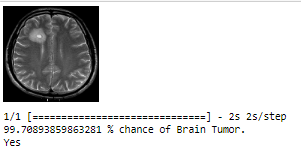 1/1 [==============================] - 2s 2s/step
99.70893859863281 % chance of Brain Tumor.
Yes